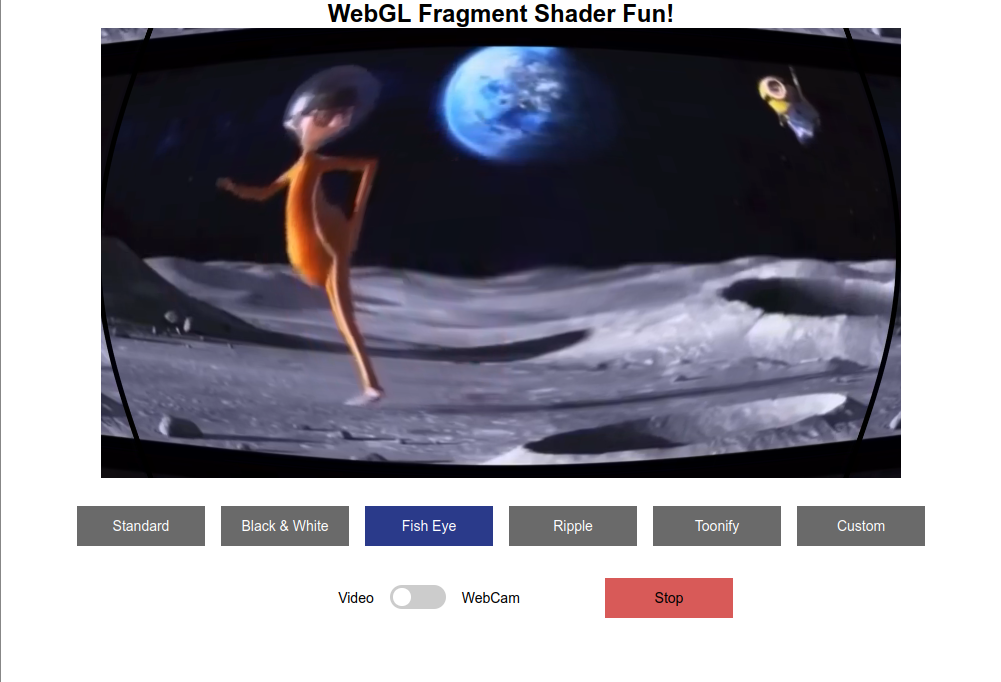 WebGL Fragment Shader Fun!
Standard Black & White Fish Eye Ripple Toonify Custom
Video WebCam Stop